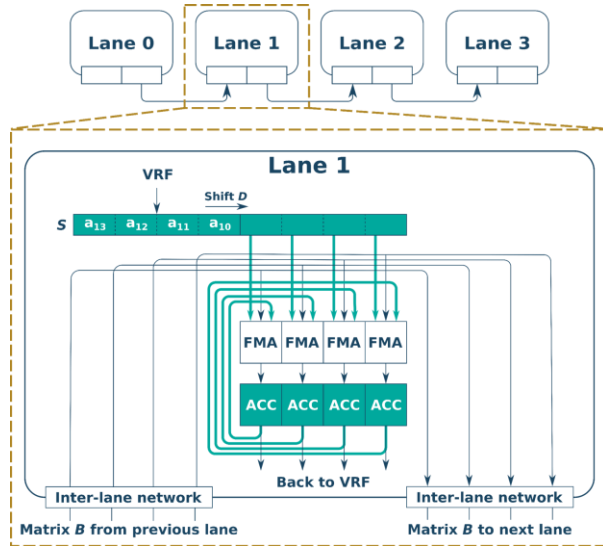 Lane 0 Lane 1 Lane 2 Lane 3
Lane 1
VRF
Shift D
S a13 a12 a11 a10
FMA FMA FMA FMA
ACC ACC ACC ACC
Back to VRF
Inter-lane network Inter-lane network
Matrix B from previous lane Matrix B to next lane